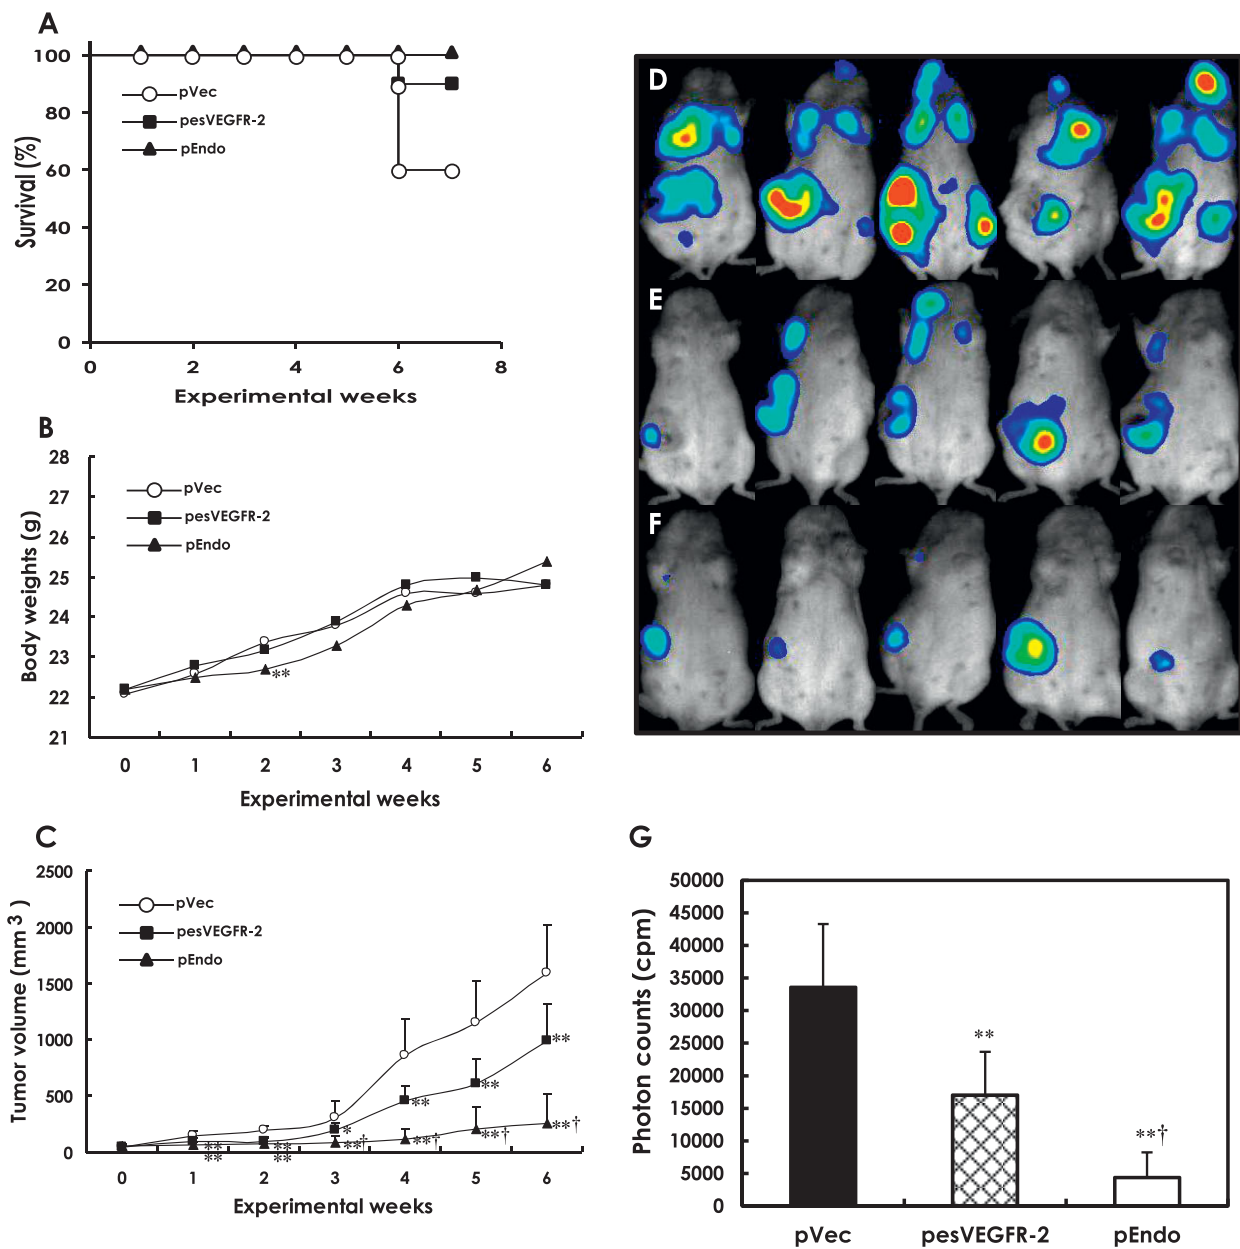 A
100
80
60
40
20
0
Survival (%)
pVec
pesVEGFR-2
pEndo
0 2 4 6 8
Experimental weeks
B
28
27
26
25
24
23
22
21
Body weights (g)
pVec
pesVEGFR-2
pEndo
**
0 1 2 3 4 5 6
Experimental weeks
C
2500
2000
1500
1000
500
0
Tumor volume (mm 3 )
pVec
pesVEGFR-2
pEndo
** ** * ** ** **
** ** **† **† **† **†
0 1 2 3 4 5 6
Experimental weeks
D
E
F
G
50000
45000
40000
35000
30000
25000
20000
15000
10000
5000
0
Photon counts (cpm)
**
**†
pVec pesVEGFR-2 pEndo